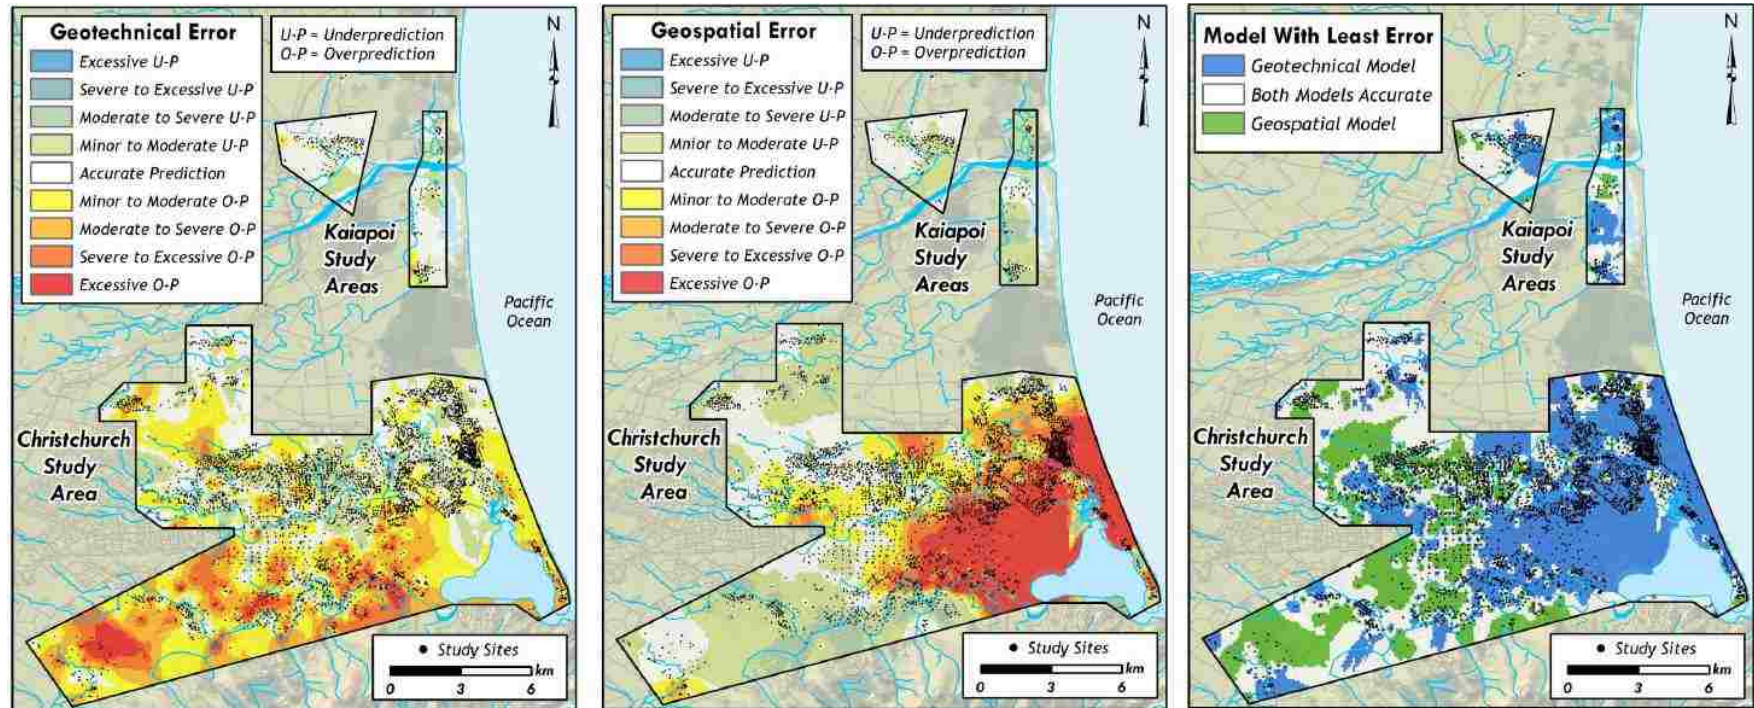 Geotechnical Error
Excessive U-P
Severe to Excessive U-P
Moderate to Severe U-P
Minor to Moderate U-P
Accurate Prediction
Minor to Moderate O-P
Moderate to Severe O-P
Severe to Excessive O-P
Excessive O-P
U-P = Underprediction
O-P = Overprediction
N
Kaiapoi
Study
Areas
Pacific
Ocean
Christchurch
Study
Area
Study Sites
km
0 3 6
Geospatial Error
Excessive U-P
Severe to Excessive U-P
Moderate to Severe U-P
Mnior to Moderate U-P
Accurate Prediction
Minor to Moderate O-P
Moderate to Severe O-P
Severe to Excessive O-P
Excessive O-P
U-P = Underprediction
O-P = Overprediction
N
Kaiapoi
Study
Areas
Pacific
Ocean
Christchurch
Study
Area
Study Sites
km
0 3 6
Model With Least Error
Geotechnical Model
Both Models Accurate
Geospatial Model
N
Kaiapoi
Study
Areas
Pacific
Ocean
Christchurch
Study
Area
Study Sites
km
0 3 6